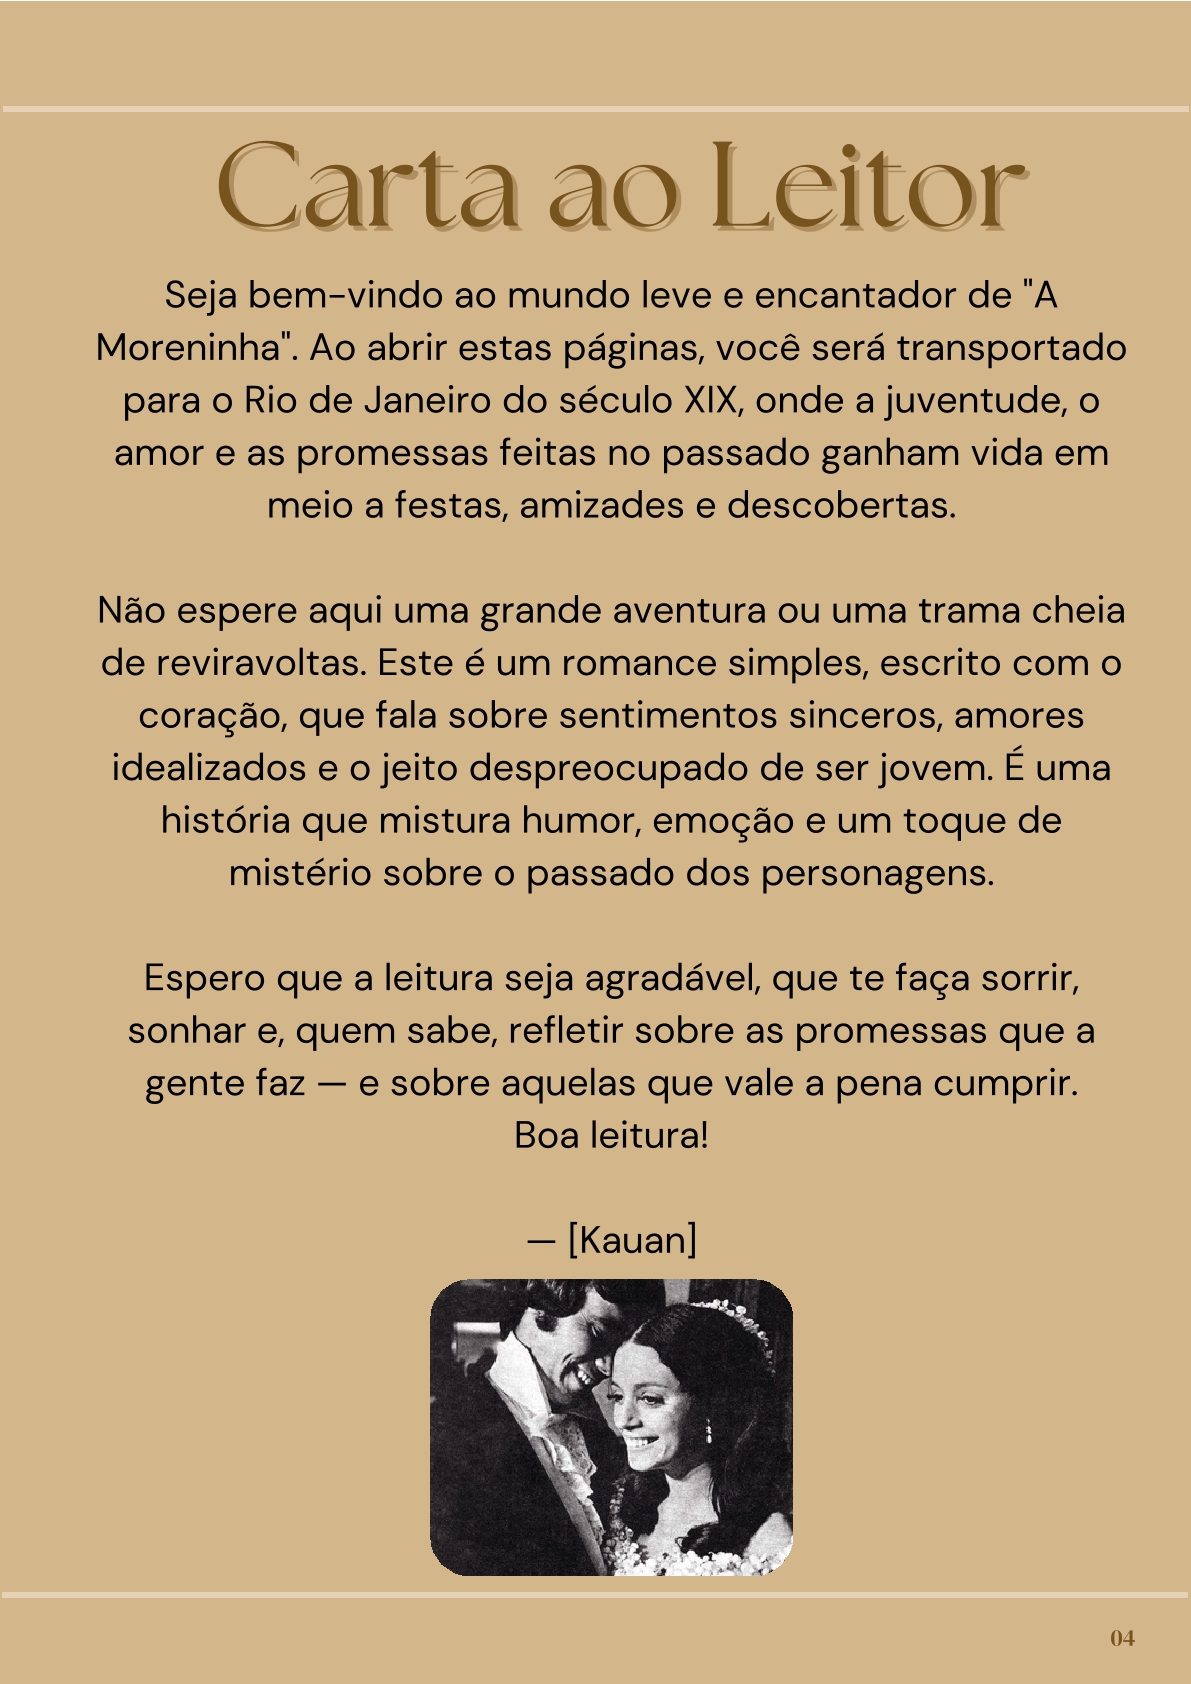 Carta ao Leitor
Seja bem-vindo ao mundo leve e encantador de "A
Moreninha". Ao abrir estas páginas, você será transportado
para o Rio de Janeiro do século XIX, onde a juventude, o
amor e as promessas feitas no passado ganham vida em
meio a festas, amizades e descobertas.
Não espere aqui uma grande aventura ou uma trama cheia
de reviravoltas. Este é um romance simples, escrito com o
coração, que fala sobre sentimentos sinceros, amores
idealizados e o jeito despreocupado de ser jovem. É uma
história que mistura humor, emoção e um toque de
mistério sobre o passado dos personagens.
Espero que a leitura seja agradável, que te faça sorrir,
sonhar e, quem sabe, refletir sobre as promessas que a
gente faz — e sobre aquelas que vale a pena cumprir.
Boa leitura!
— [Kauan]
04